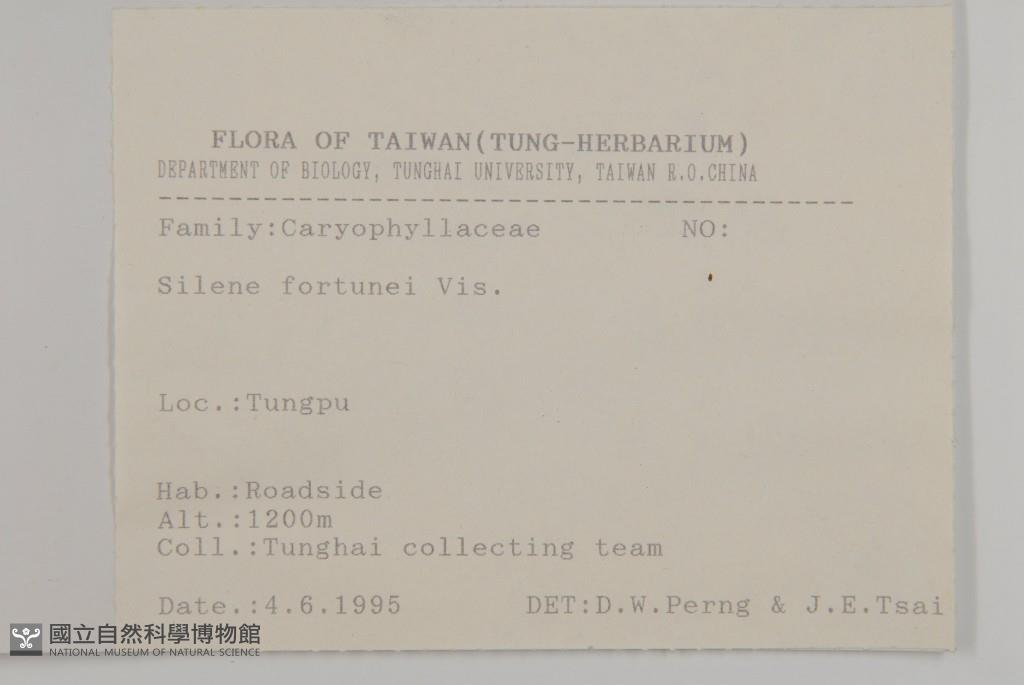 FLORA OF TAIWAN(TUNG-HERBARIUM)
DEPARTMENT OF BIOLOGY, TUNGHAI UNIVERSITY, TAIWAN R.O.CHINA
----------------------------------------
Family:Caryophyllaceae NO:
Silene fortunei Vis.
Loc.:Tungpu
Hab.:Roadside
Alt.:1200m
Coll.:Tunghai collecting team
Date.:4.6.1995 DET:D.W.Perng & J.E.Tsai
國立自然科學博物館
NATIONAL MUSEUM OF NATURAL SCIENCE